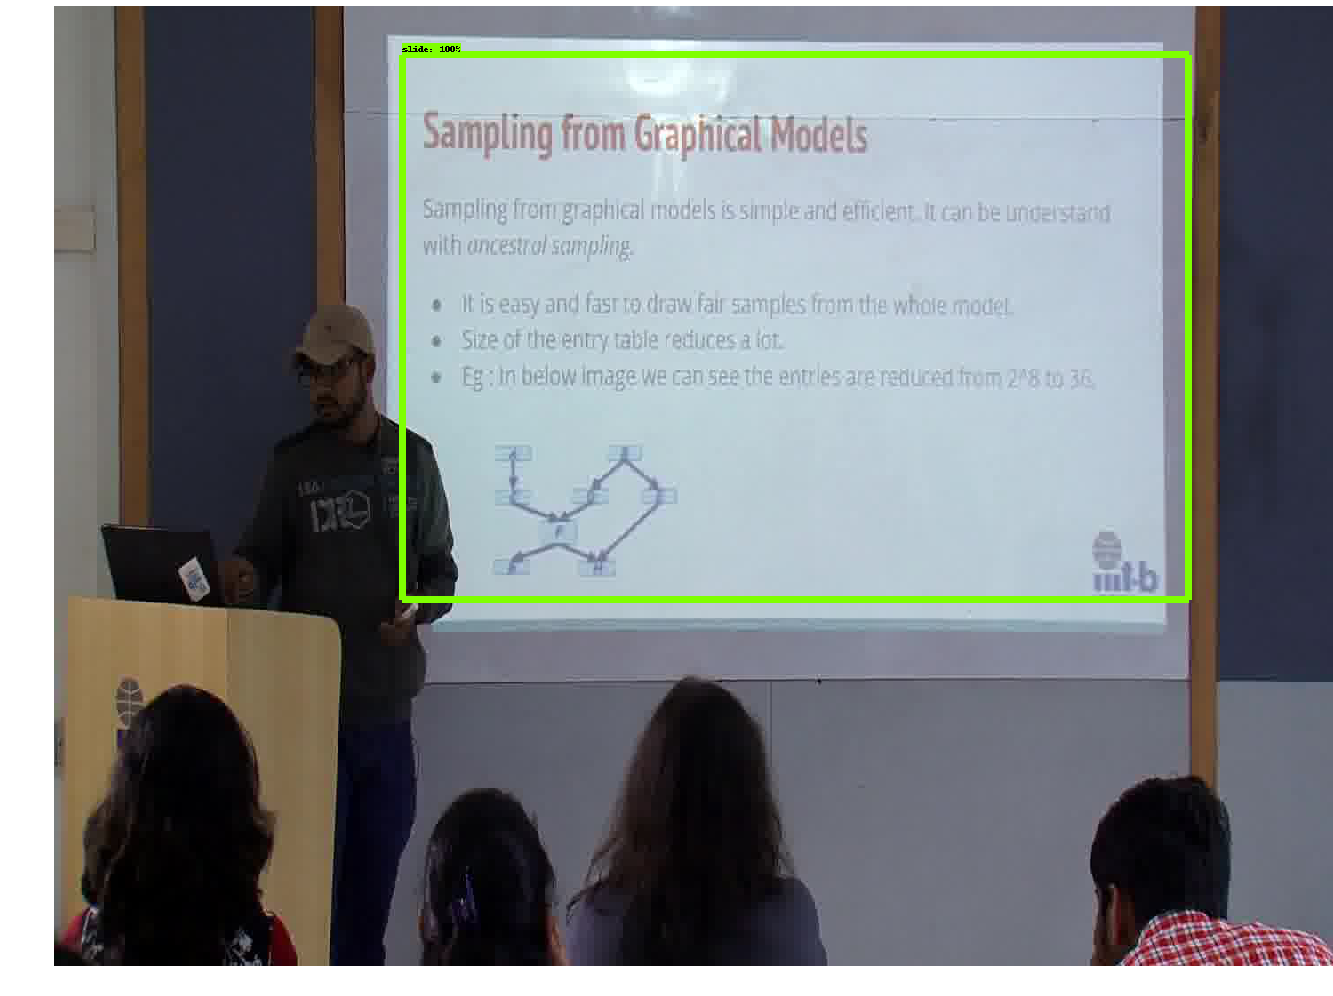 slide: 100%
Sampling from Graphical Models
Sampling from graphical models is simple and efficient. It can be understand
with ancestral sampling.
• It is easy and fast to draw fair samples from the whole model.
• Size of the entry table reduces a lot.
• Eg : In below image we can see the entries are reduced from 2^8 to 36.
F
iiit-b